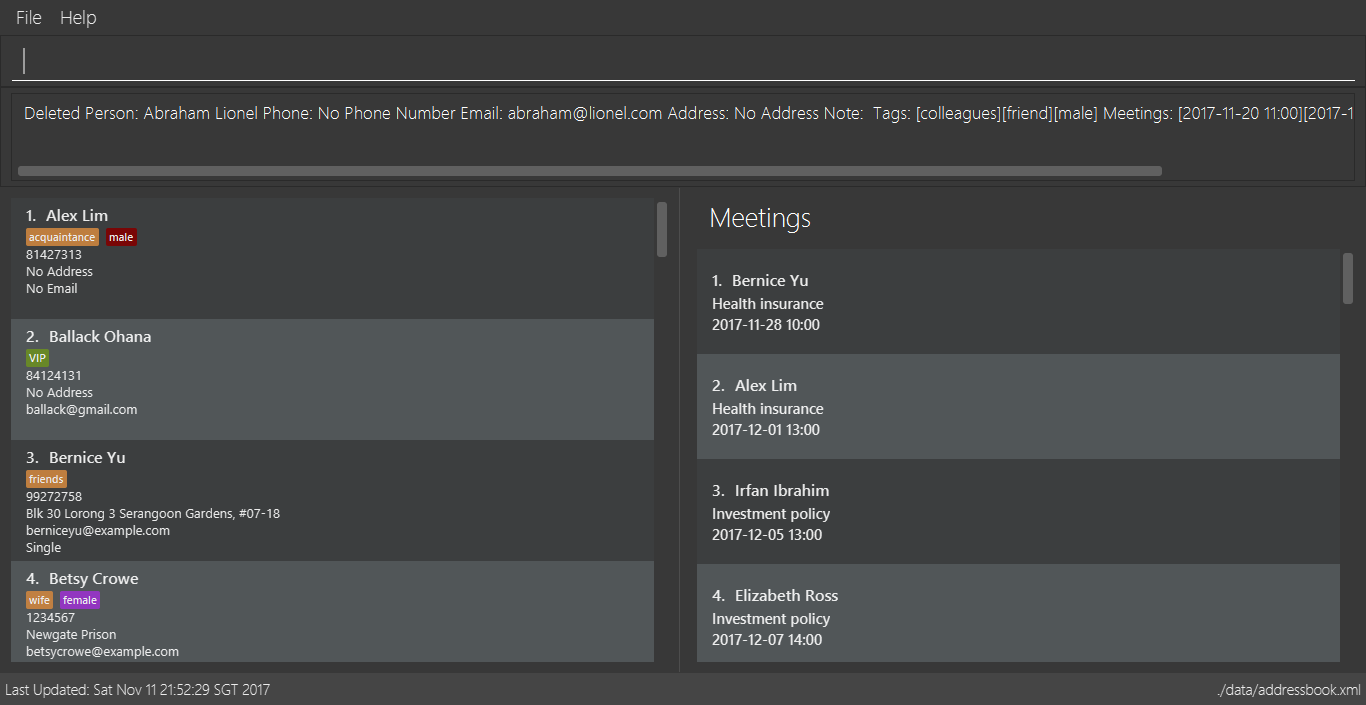 File Help
Deleted Person: Abraham Lionel Phone: No Phone Number Email: abraham@lionel.com Address: No Address Note:  Tags: [colleagues][friend][male] Meetings: [2017-11-20 11:00][2017-1
1. Alex Lim
acquaintance male
81427313
No Address
No Email
2. Ballack Ohana
VIP
84124131
No Address
ballack@gmail.com
3. Bernice Yu
friends
99272758
Blk 30 Lorong 3 Serangoon Gardens, #07-18
berniceyu@example.com
Single
4. Betsy Crowe
wife female
1234567
Newgate Prison
betsycrowe@example.com
Meetings
1. Bernice Yu
Health insurance
2017-11-28 10:00
2. Alex Lim
Health insurance
2017-12-01 13:00
3. Irfan Ibrahim
Investment policy
2017-12-05 13:00
4. Elizabeth Ross
Investment policy
2017-12-07 14:00
Last Updated: Sat Nov 11 21:52:29 SGT 2017
./data/addressbook.xml